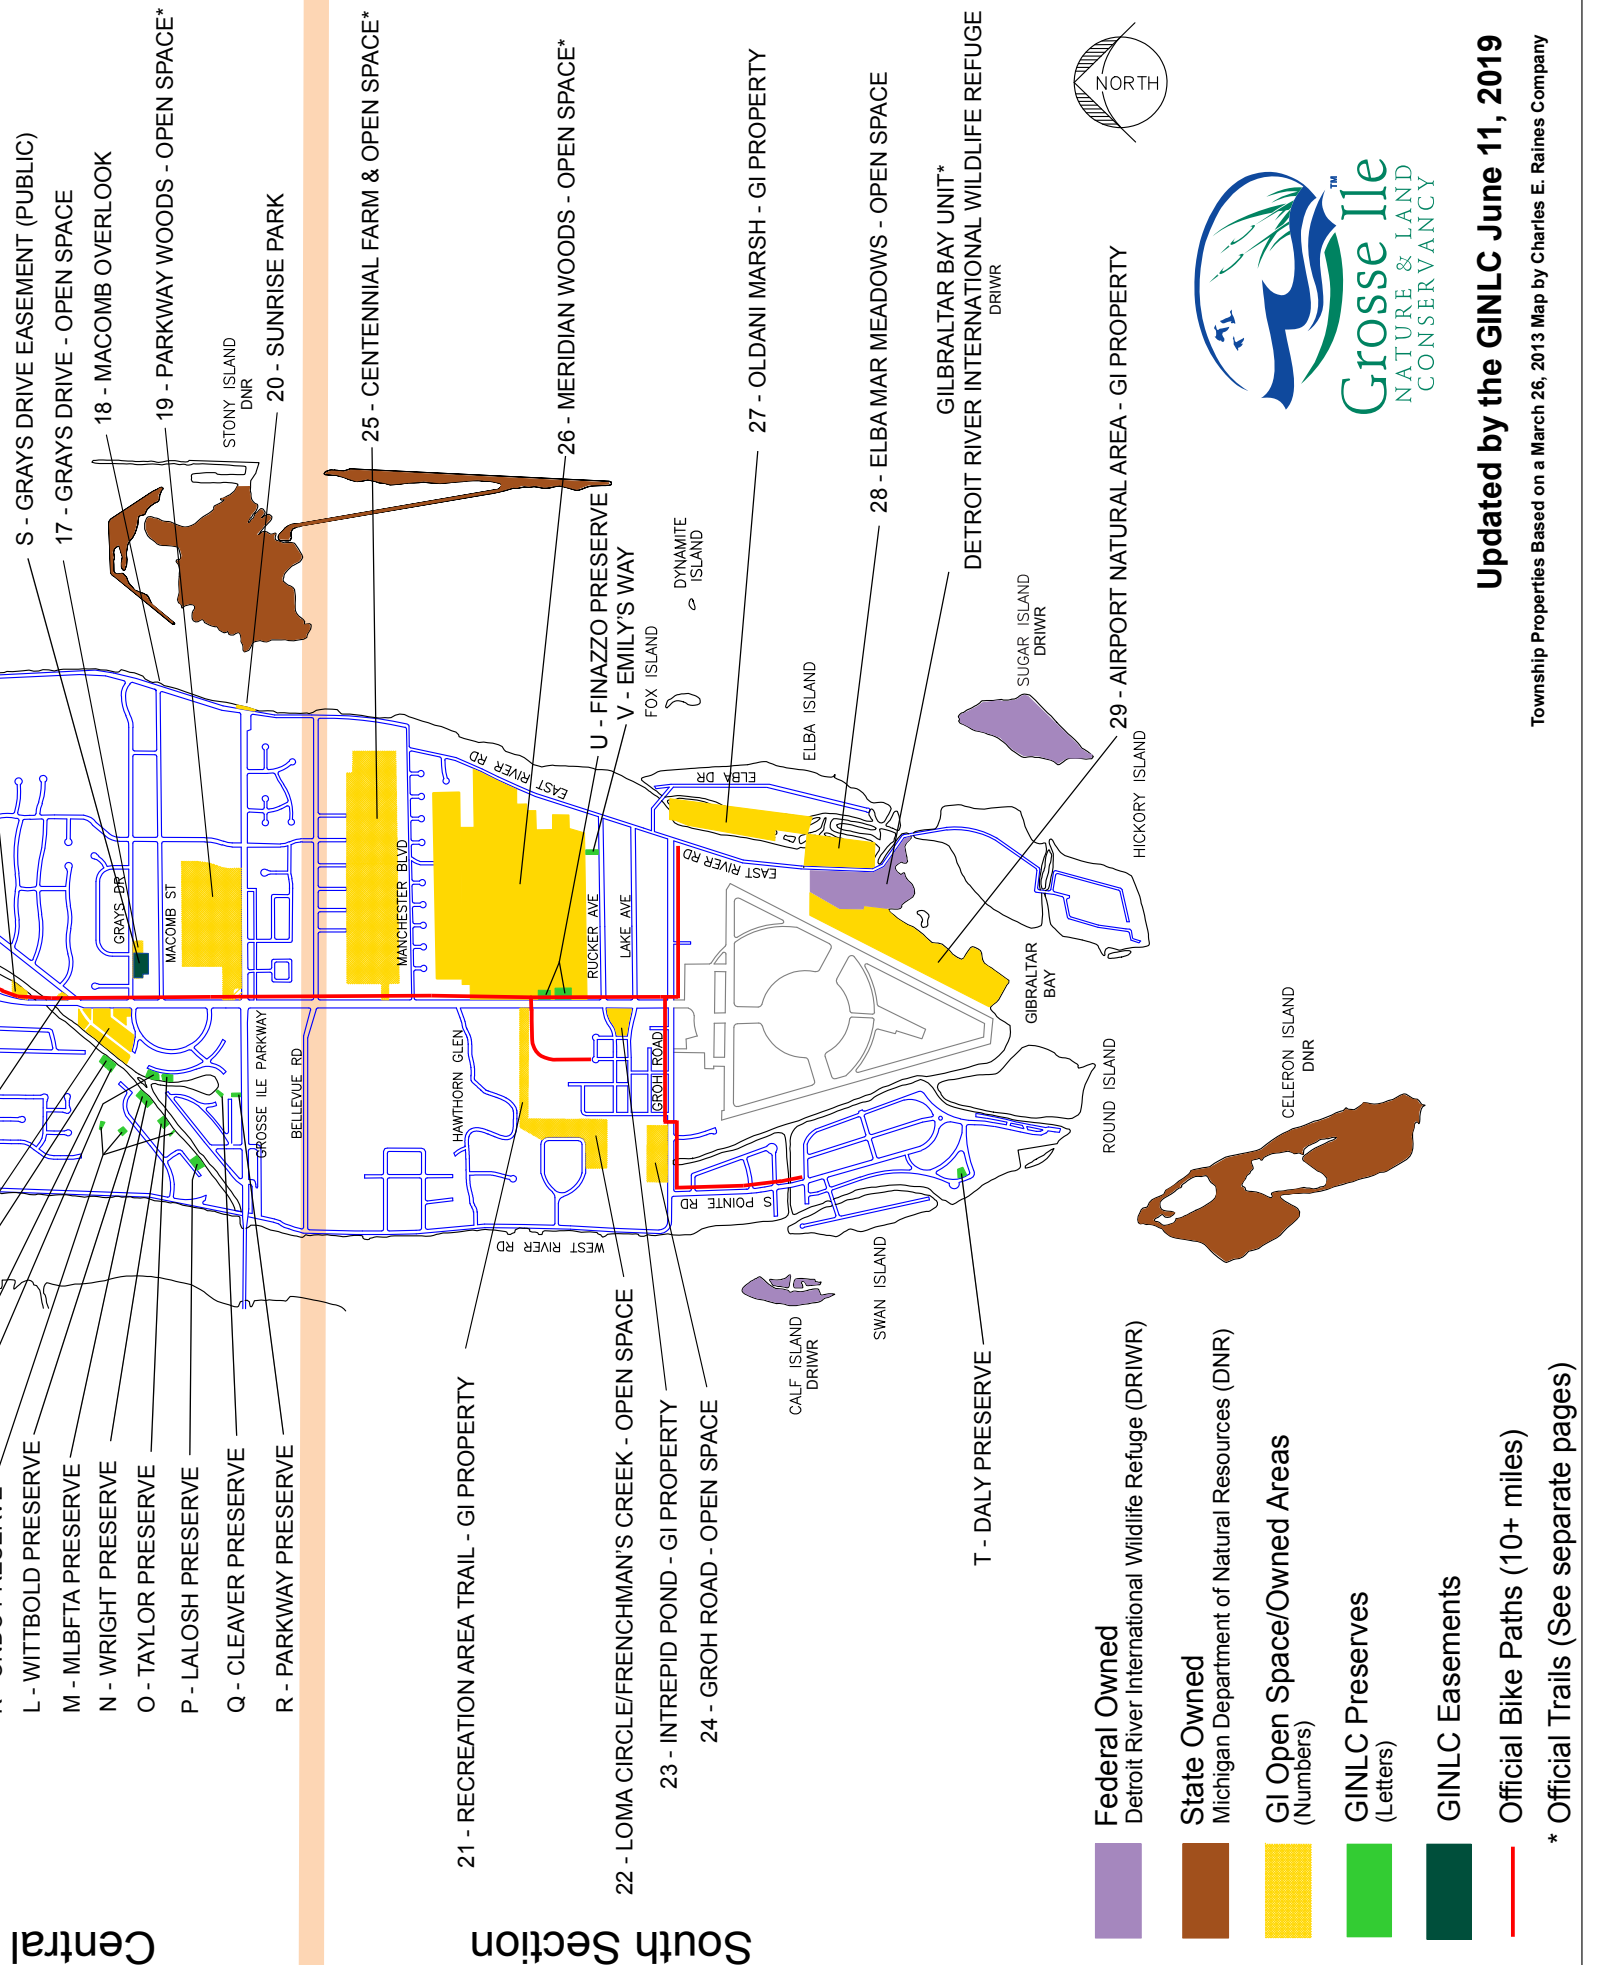 S - GRAYS DRIVE EASEMENT (PUBLIC)
17 - GRAYS DRIVE - OPEN SPACE
18 - MACOMB OVERLOOK
19 - PARKWAY WOODS - OPEN SPACE*
STONY ISLAND
DNR
20 - SUNRISE PARK
25 - CENTENNIAL FARM & OPEN SPACE*
26 - MERIDIAN WOODS - OPEN SPACE*
U - FINAZZO PRESERVE
V - EMILY'S WAY
FOX ISLAND
DYNAMITE
ISLAND
27 - OLDANI MARSH - GI PROPERTY
ELBA ISLAND
28 - ELBA MAR MEADOWS - OPEN SPACE
GILBRALTAR BAY UNIT*
DETROIT RIVER INTERNATIONAL WILDLIFE REFUGE
DRIWR
SUGAR ISLAND
DRIWR
29 - AIRPORT NATURAL AREA - GI PROPERTY
HICKORY ISLAND
NORTH
Grosse Ile
TM
NATURE & LAND
CONSERVANCY
Updated by the GINLC June 11, 2019
Township Properties Based on a March 26, 2013 Map by Charles E. Raines Company
GRAYS DR
MACOMB ST
GROSSE ILE PARKWAY
BELLEVUE RD
MANCHESTER BLVD
HAWTHORN GLEN
EAST RIVER RD
RUCKER AVE
LAKE AVE
GROH ROAD
ELBA DR
EAST RIVER RD
WEST RIVER RD
S POINTE RD
GIBRALTAR
BAY
ROUND ISLAND
CELERON ISLAND
DNR
SWAN ISLAND
CALF ISLAND
DRIWR
L - WITTBOLD PRESERVE
M - MLBFTA PRESERVE
N - WRIGHT PRESERVE
O - TAYLOR PRESERVE
P - LALOSH PRESERVE
Q - CLEAVER PRESERVE
R - PARKWAY PRESERVE
21 - RECREATION AREA TRAIL - GI PROPERTY
22 - LOMA CIRCLE/FRENCHMAN'S CREEK - OPEN SPACE
23 - INTREPID POND - GI PROPERTY
24 - GROH ROAD - OPEN SPACE
T - DALY PRESERVE
Central
South Section
Federal Owned
Detroit River International Wildlife Refuge (DRIWR)
State Owned
Michigan Department of Natural Resources (DNR)
GI Open Space/Owned Areas
(Numbers)
GINLC Preserves
(Letters)
GINLC Easements
Official Bike Paths (10+ miles)
* Official Trails (See separate pages)